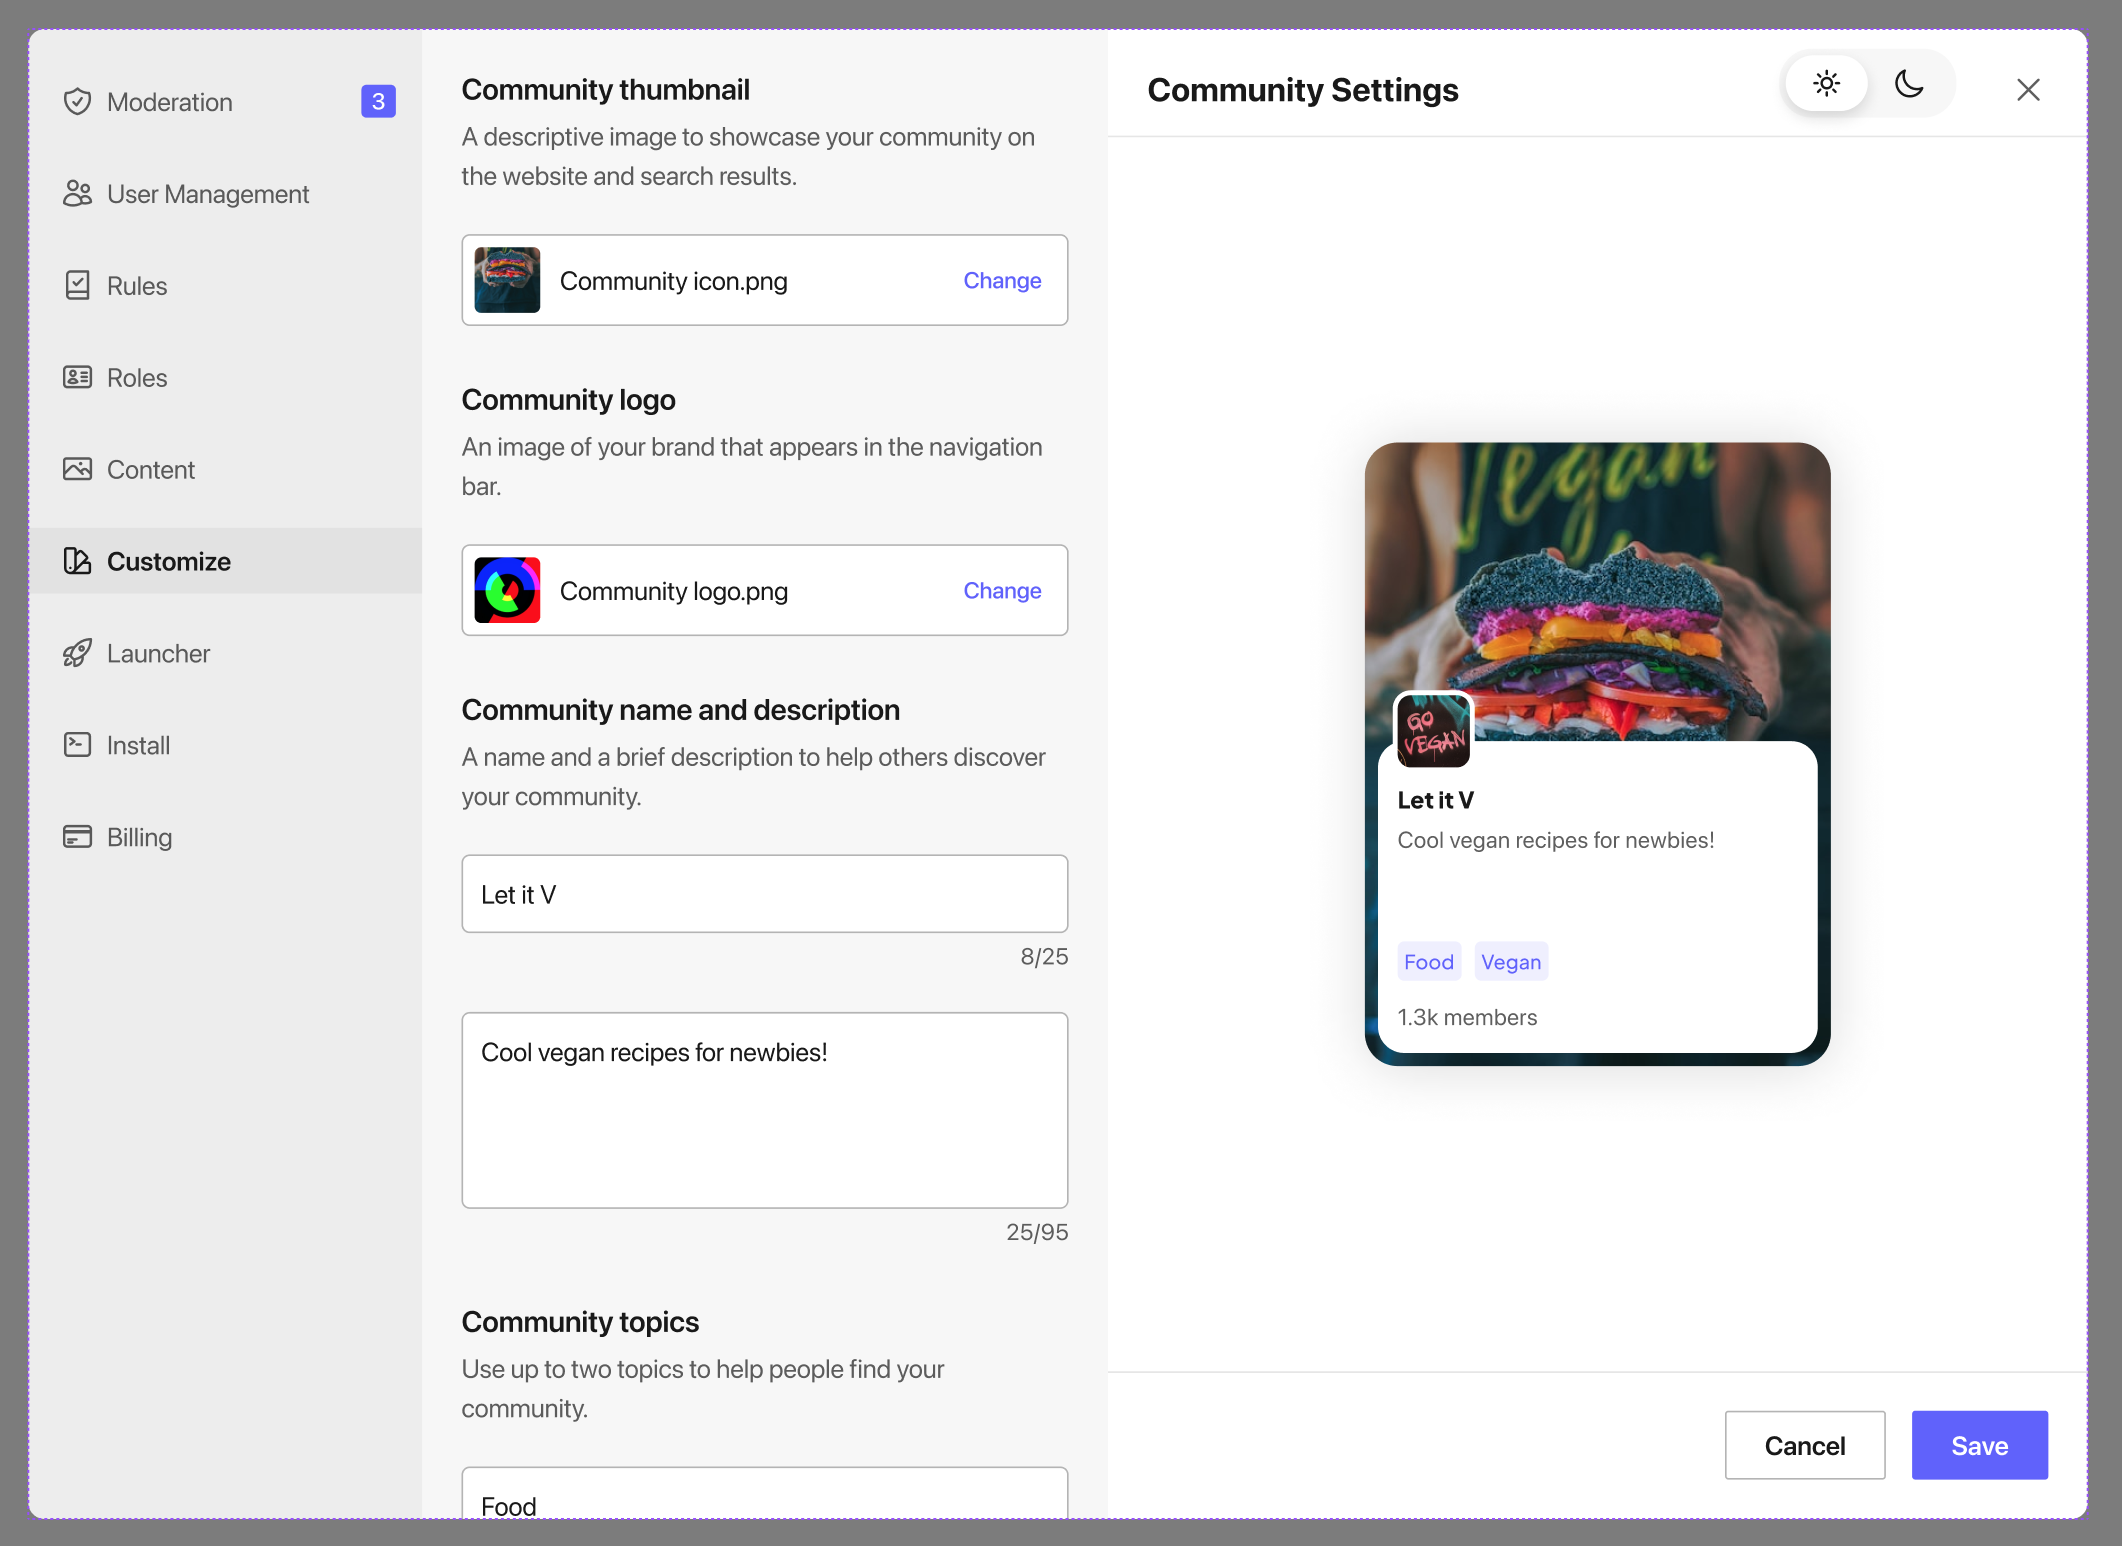 Moderation
3
User Management
Rules
Roles
Content
Customize
Launcher
Install
Billing
Community thumbnail
A descriptive image to showcase your community on
the website and search results.
Community icon.png
Change
Community logo
An image of your brand that appears in the navigation
bar.
Community logo.png
Change
Community name and description
A name and a brief description to help others discover
your community.
Let it V
8/25
Cool vegan recipes for newbies!
25/95
Community topics
Use up to two topics to help people find your
community.
Food
Community Settings
Vegan
GO
VEGAN
Let it V
Cool vegan recipes for newbies!
Food
Vegan
1.3k members
Cancel
Save